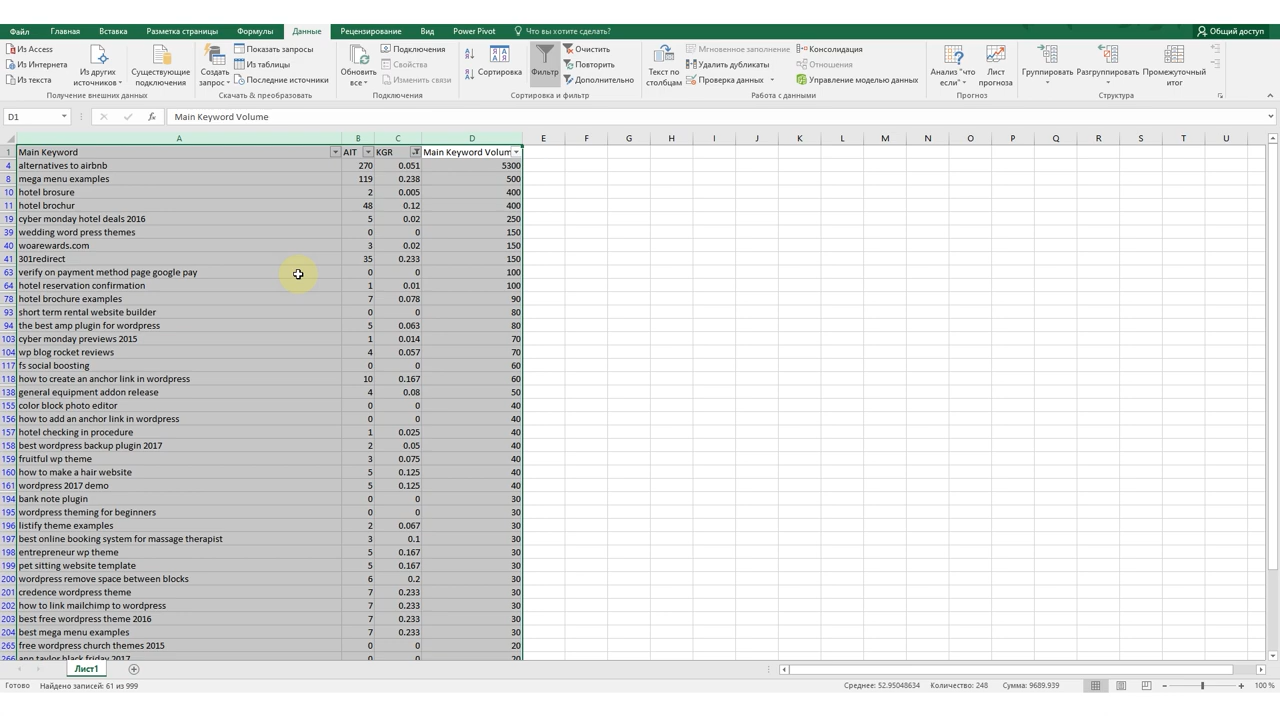 Файл Главная Вставка Разметка страницы Формулы Данные Рецензирование Вид Power Pivot Что вы хотите сделать? Общий доступ
Из Access
Из Интернета
Из текста
Из других источников
Существующие подключения
Получение внешних данных
Создать запрос
Показать запросы
Из таблицы
Последние источники
Скачать & преобразовать
Обновить все
Подключения
Свойства
Изменить связи
Подключения
Сортировка
Фильтр
Очистить
Повторить
Дополнительно
Сортировка и фильтр
Текст по столбцам
Мгновенное заполнение
Удалить дубликаты
Проверка данных
Консолидация
Отношения
Управление моделью данных
Работа с данными
Анализ "что если"
Лист прогноза
Прогноз
Группировать
Разгруппировать
Промежуточный итог
Структура
D1 fx Main Keyword Volume
A B C D E F G H I J K L M N O P Q R S T U
1 Main Keyword AIT KGR Main Keyword Volum
4 alternatives to airbnb 270 0.051 5300
8 mega menu examples 119 0.238 500
10 hotel brosure 2 0.005 400
11 hotel brochur 48 0.12 400
19 cyber monday hotel deals 2016 5 0.02 250
39 wedding word press themes 0 0 150
40 woarewards.com 3 0.02 150
41 301redirect 35 0.233 150
63 verify on payment method page google pay 0 0 100
64 hotel reservation confirmation 1 0.01 100
78 hotel brochure examples 7 0.078 90
93 short term rental website builder 0 0 80
94 the best amp plugin for wordpress 5 0.063 80
103 cyber monday previews 2015 1 0.014 70
104 wp blog rocket reviews 4 0.057 70
117 fs social boosting 0 0 60
118 how to create an anchor link in wordpress 10 0.167 60
138 general equipment addon release 4 0.08 50
155 color block photo editor 0 0 40
156 how to add an anchor link in wordpress 0 0 40
157 hotel checking in procedure 1 0.025 40
158 best wordpress backup plugin 2017 2 0.05 40
159 fruitful wp theme 3 0.075 40
160 how to make a hair website 5 0.125 40
161 wordpress 2017 demo 5 0.125 40
194 bank note plugin 0 0 30
195 wordpress theming for beginners 0 0 30
196 listify theme examples 2 0.067 30
197 best online booking system for massage therapist 3 0.1 30
198 entrepreneur wp theme 5 0.167 30
199 pet sitting website template 5 0.167 30
200 wordpress remove space between blocks 6 0.2 30
201 credence wordpress theme 7 0.233 30
202 how to link mailchimp to wordpress 7 0.233 30
203 best free wordpress theme 2016 7 0.233 30
204 best mega menu examples 7 0.233 30
265 free wordpress church themes 2015 0 0 20
266 ann taylor black friday 2017 0 0 20
Лист1
Готово Найдено записей: 61 из 999 Среднее: 52.95048634 Количество: 248 Сумма: 9689.939 100 %